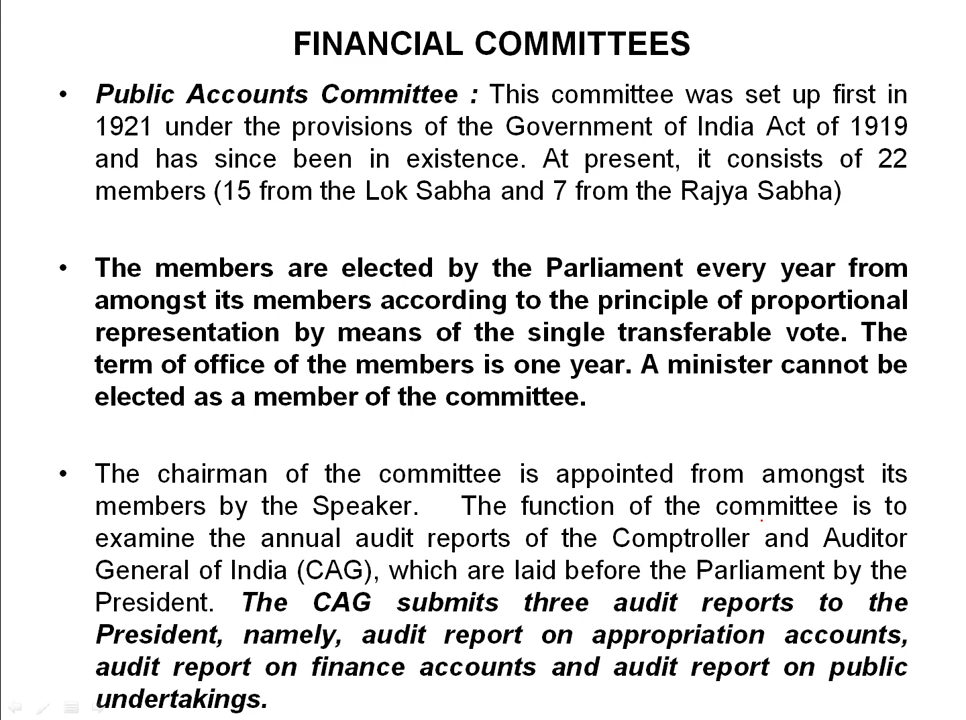 FINANCIAL COMMITTEES
• Public Accounts Committee : This committee was set up first in
1921 under the provisions of the Government of India Act of 1919
and has since been in existence. At present, it consists of 22
members (15 from the Lok Sabha and 7 from the Rajya Sabha)
• The members are elected by the Parliament every year from
amongst its members according to the principle of proportional
representation by means of the single transferable vote. The
term of office of the members is one year. A minister cannot be
elected as a member of the committee.
• The chairman of the committee is appointed from amongst its
members by the Speaker. The function of the committee is to
examine the annual audit reports of the Comptroller and Auditor
General of India (CAG), which are laid before the Parliament by the
President. The CAG submits three audit reports to the
President, namely, audit report on appropriation accounts,
audit report on finance accounts and audit report on public
undertakings.